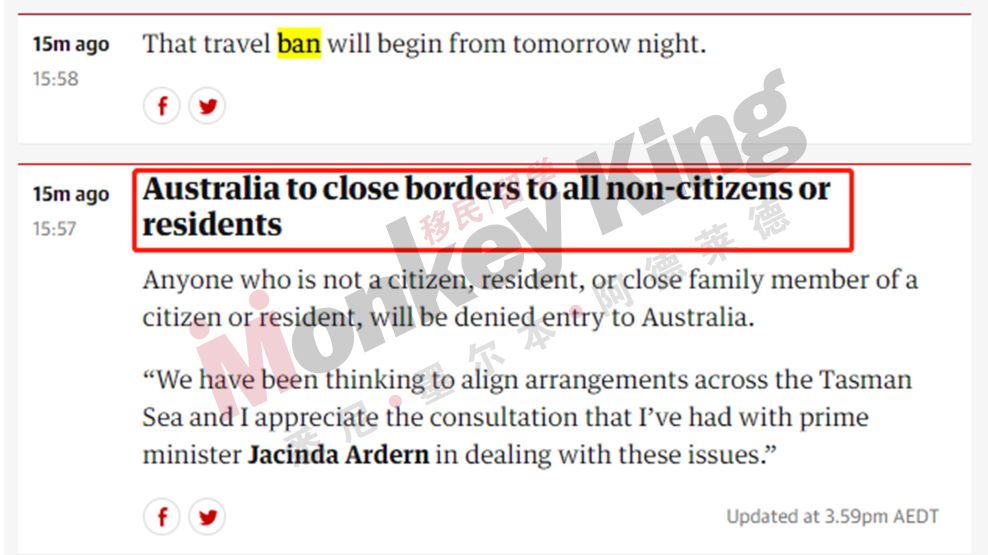 15m ago
That travel ban will begin from tomorrow night.
15:58
15m ago
Australia to close borders to all non-citizens or
residents
15:57
Anyone who is not a citizen, resident, or close family member of a
citizen or resident, will be denied entry to Australia.
“We have been thinking to align arrangements across the Tasman
Sea and I appreciate the consultation that I’ve had with prime
minister Jacinda Ardern in dealing with these issues.”
Updated at 3.59pm AEDT
移民/留学
Monkey King
悉尼•墨尔本•阿德莱德